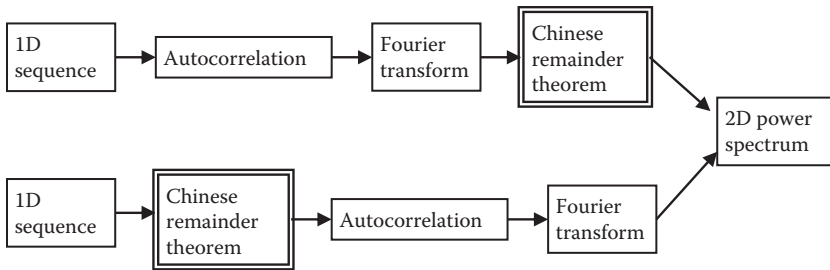 1D
sequence
Autocorrelation
Fourier
transform
Chinese
remainder
theorem
2D power
spectrum
1D
sequence
Chinese
remainder
theorem
Autocorrelation
Fourier
transform